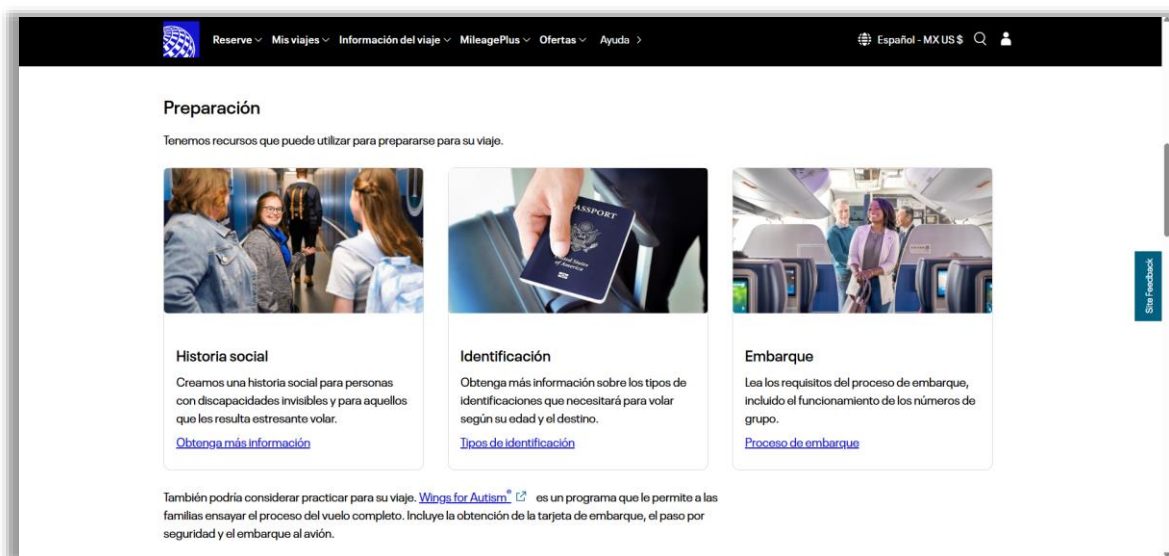 Reserve Mis viajes Información del viaje MileagePlus Ofertas Ayuda Español - MX US $
Preparación
Tenemos recursos que puede utilizar para prepararse para su viaje.
PASSPORT
United States
of America
Historia social
Creamos una historia social para personas
con discapacidades invisibles y para aquellos
que les resulta estresante volar.
Obtenga más información
Identificación
Obtenga más información sobre los tipos de
identificaciones que necesitará para volar
según su edad y el destino.
Tipos de identificación
Embarque
Lea los requisitos del proceso de embarque,
incluido el funcionamiento de los números de
grupo.
Proceso de embarque
Site Feedback
También podría considerar practicar para su viaje. Wings for Autism® es un programa que le permite a las
familias ensayar el proceso del vuelo completo. Incluye la obtención de la tarjeta de embarque, el paso por
seguridad y el embarque al avión.